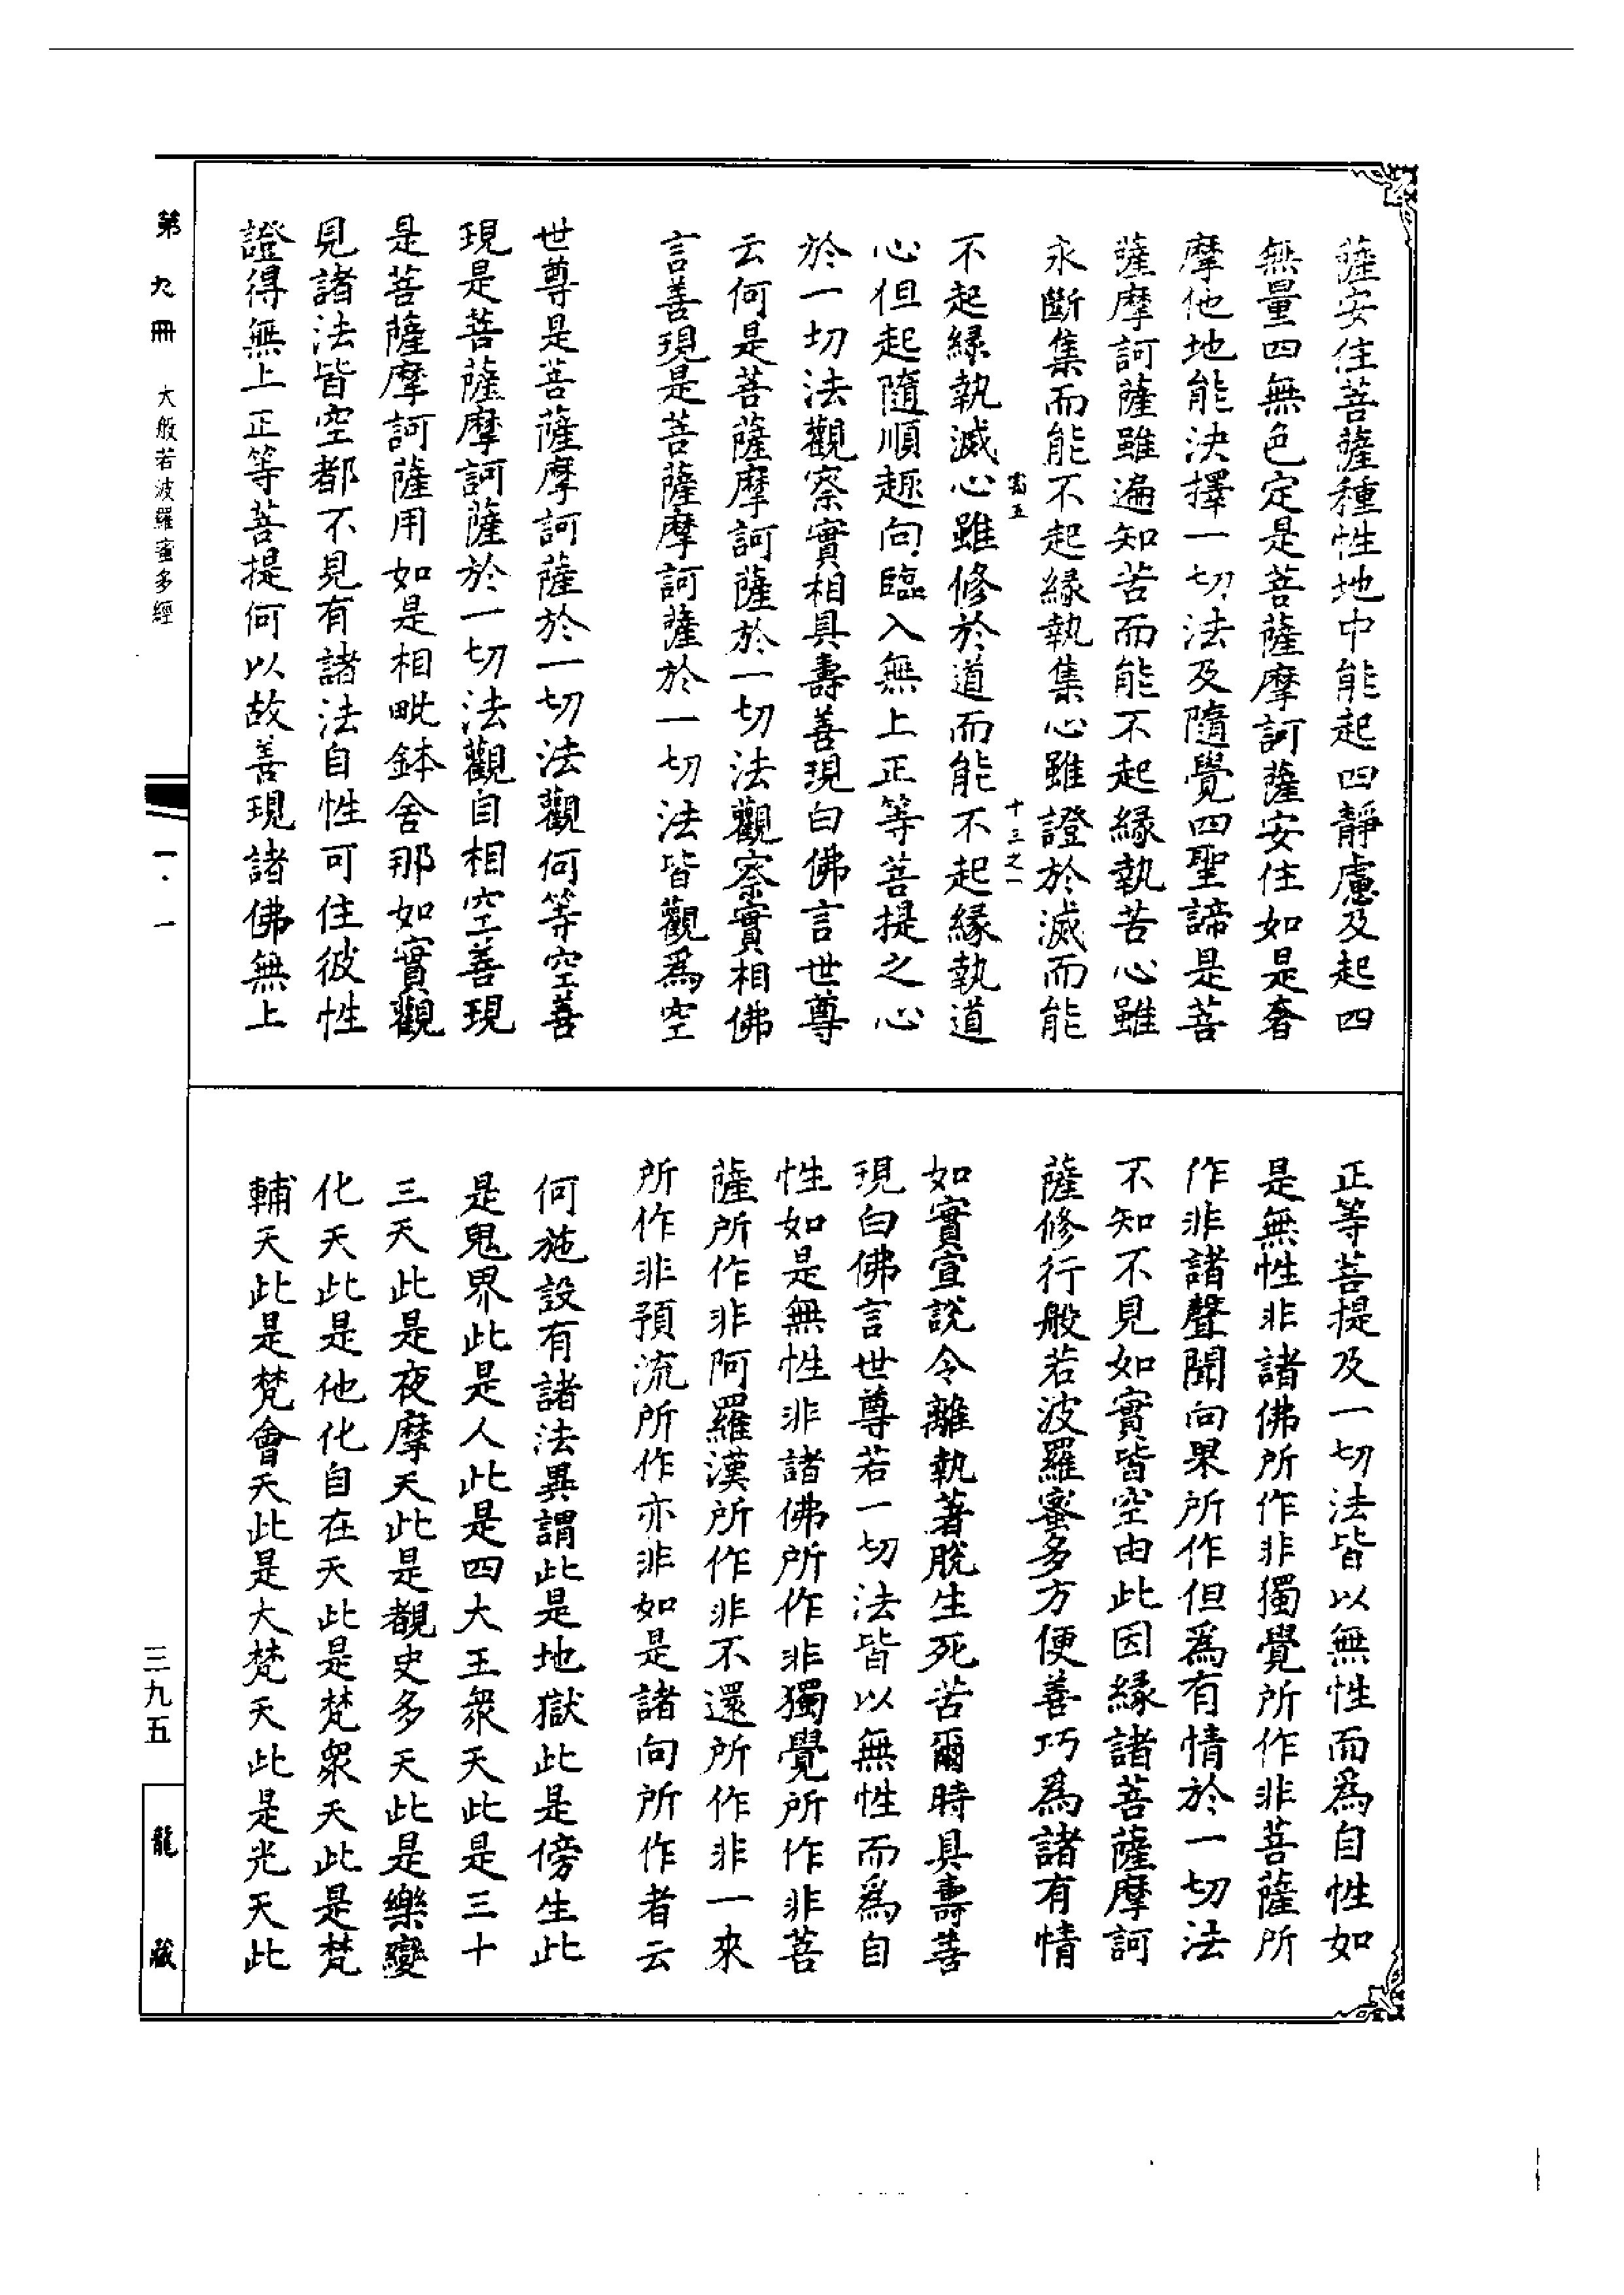 薩安住菩薩種性地中能起四靜慮及起四
無量四無色定是菩薩摩訶薩安住如是奢
摩他地能決擇一切法及隨覺四聖諦是菩
薩摩訶薩雖遍知苦而能不起緣執苦心雖
永斷集而能不起緣執集心雖證於滅而能
十三之一
不起緣執滅心雖修於道而能不起緣執道
心但起隨順趣向臨入無上正等菩提之心
於一切法觀察實相具壽善現白佛言世尊
云何是菩薩摩訶薩於一切法觀察實相佛
言善現是菩薩摩訶薩於一切法皆觀爲空
世尊是菩薩摩訶薩於一切法觀何等空善
現是菩薩摩訶薩於一切法觀自相空善現
是菩薩摩訶薩用如是相毗鉢舍那如實觀
見諸法皆空都不見有諸法自性可住彼性
證得無上正等菩提何以故善現諸佛無上
正等菩提及一切法皆以無性而爲自性如
是無性非諸佛所作非獨覺所作非菩薩所
作非諸聲聞向果所作但爲有情於一切法
不知不見如實皆空由此因緣諸菩薩摩訶
薩修行般若波羅蜜多方便善巧爲諸有情
如實宣說令離執著脫生死苦爾時具壽善
現白佛言世尊若一切法皆以無性而爲自
性如是無性非諸佛所作非獨覺所作非菩
薩所作非阿羅漢所作非不還所作非一來
所作非預流所作亦非如是諸向所作者云
何施設有諸法異謂此是地獄此是傍生此
是鬼界此是人此是四大王衆天此是三十
三天此是夜摩天此是覩史多天此是樂變
化天此是他化自在天此是梵衆天此是梵
輔天此是梵會天此是大梵天此是光天此
第九冊
大般若波羅蜜多經
一·一
三九五
龍藏